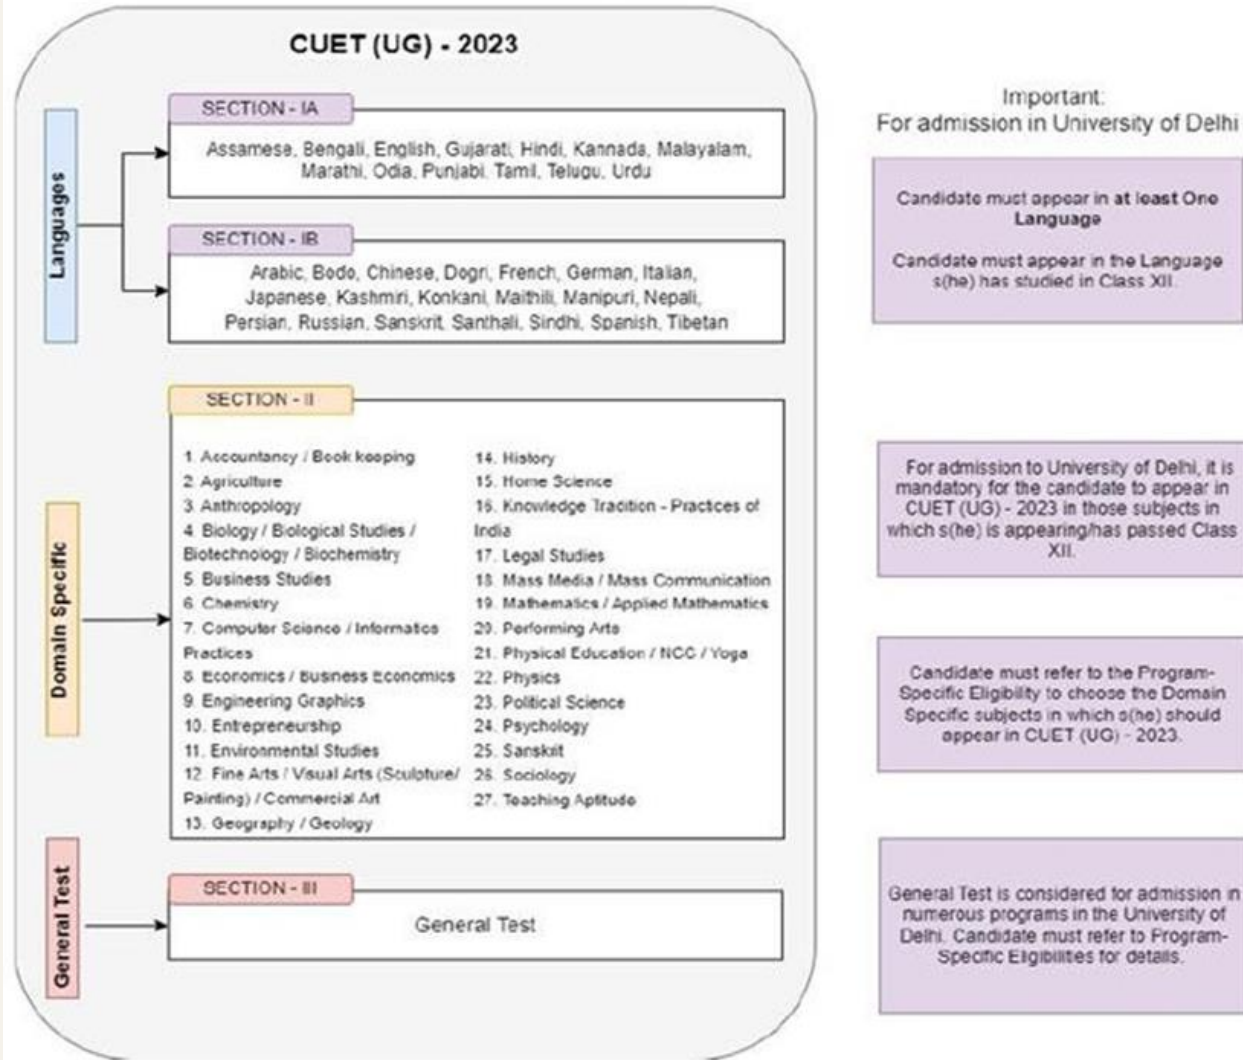 CUET (UG) - 2023
Languages
SECTION - IA
Assamese, Bengali, English, Gujarati, Hindi, Kannada, Malayalam,
Marathi, Odia, Punjabi, Tamil, Telugu, Urdu
SECTION - IB
Arabic, Bodo, Chinese, Dogri, French, German, Italian,
Japanese, Kashmiri, Konkani, Maithili, Manipuri, Nepali,
Persian, Russian, Sanskrit, Santhali, Sindhi, Spanish, Tibetan
Domain Specific
SECTION - II
1. Accountancy / Book keeping
2. Agriculture
3. Anthropology
4. Biology / Biological Studies /
Biotechnology / Biochemistry
5. Business Studies
6. Chemistry
7. Computer Science / Informatics
Practices
8. Economics / Business Economics
9. Engineering Graphics
10. Entrepreneurship
11. Environmental Studies
12. Fine Arts / Visual Arts (Sculpture/
Painting) / Commercial Art
13. Geography / Geology
14. History
15. Home Science
16. Knowledge Tradition - Practices of
India
17. Legal Studies
18. Mass Media / Mass Communication
19. Mathematics / Applied Mathematics
20. Performing Arts
21. Physical Education / NCC / Yoga
22. Physics
23. Political Science
24. Psychology
25. Sanskrit
26. Sociology
27. Teaching Aptitude
General Test
SECTION - III
General Test
Important:
For admission in University of Delhi
Candidate must appear in at least One
Language
Candidate must appear in the Language
s(he) has studied in Class XII.
For admission to University of Delhi, it is
mandatory for the candidate to appear in
CUET (UG) - 2023 in those subjects in
which s(he) is appearing/has passed Class
XII.
Candidate must refer to the Program-
Specific Eligibility to choose the Domain
Specific subjects in which s(he) should
appear in CUET (UG) - 2023.
General Test is considered for admission in
numerous programs in the University of
Delhi. Candidate must refer to Program-
Specific Eligibilities for details.